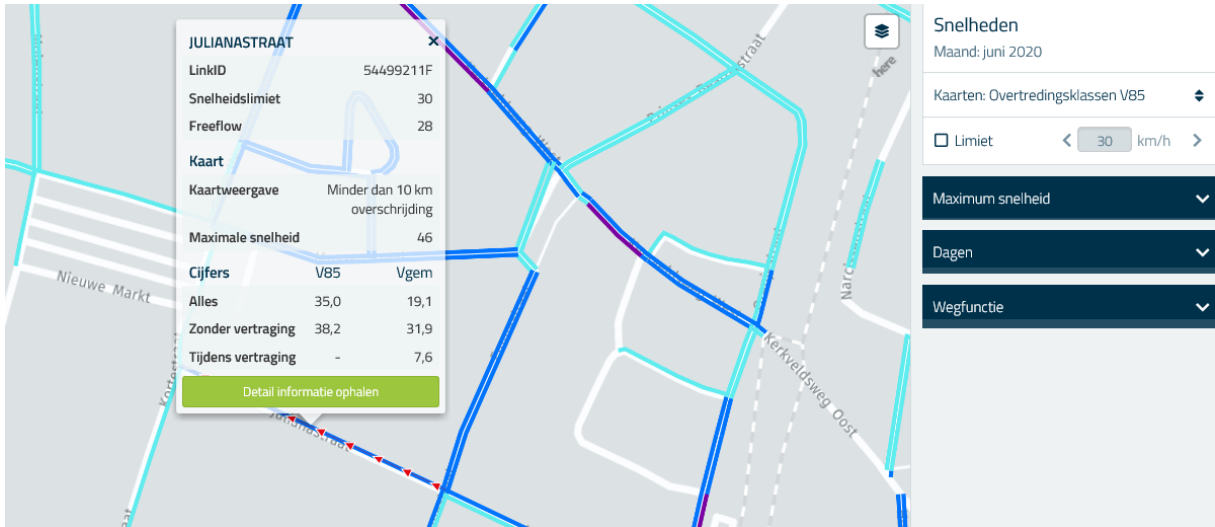 JULIANASTRAAT ×
LinkID 54499211F
Snelheidslimiet 30
Freeflow 28
Kaart
Kaartweergave Minder dan 10 km
overschrijding
Maximale snelheid 46
Cijfers V85 Vgem
Alles 35,0 19,1
Zonder vertraging 38,2 31,9
Tijdens vertraging - 7,6
Detail informatie ophalen
Nieuwe Markt
Kortestraat
Julianastraat
Kerkveldsweg Oost
here
Snelheden
Maand: juni 2020
Kaarten: Overtredingsklassen V85
Limiet 30 km/h
Maximum snelheid
Dagen
Wegfunctie